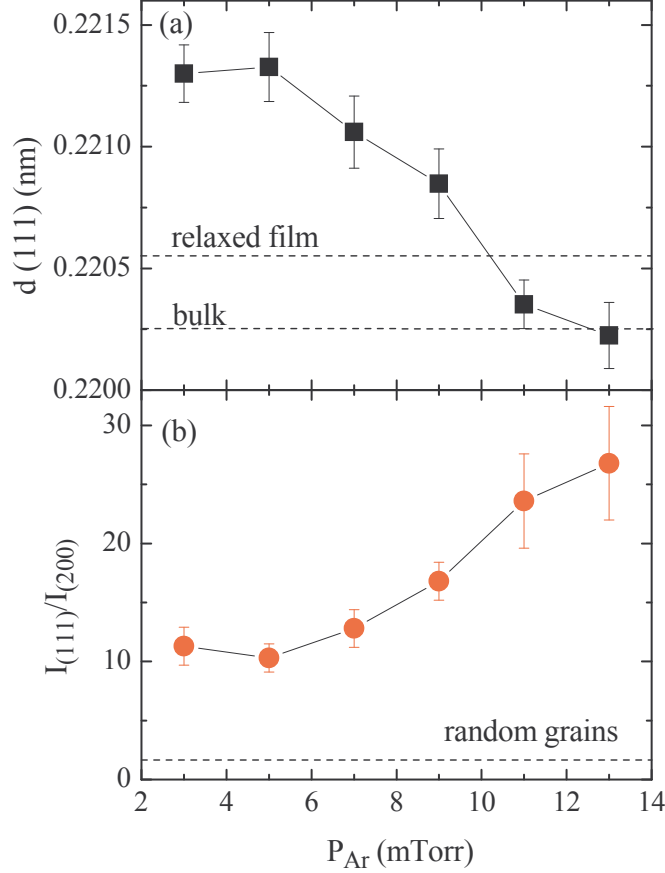 (a)
0.2215
0.2210
0.2205
0.2200
d (111) (nm)
relaxed film
bulk
(b)
30
20
10
0
I(111)/I(200)
random grains
2 4 6 8 10 12 14
PAr (mTorr)